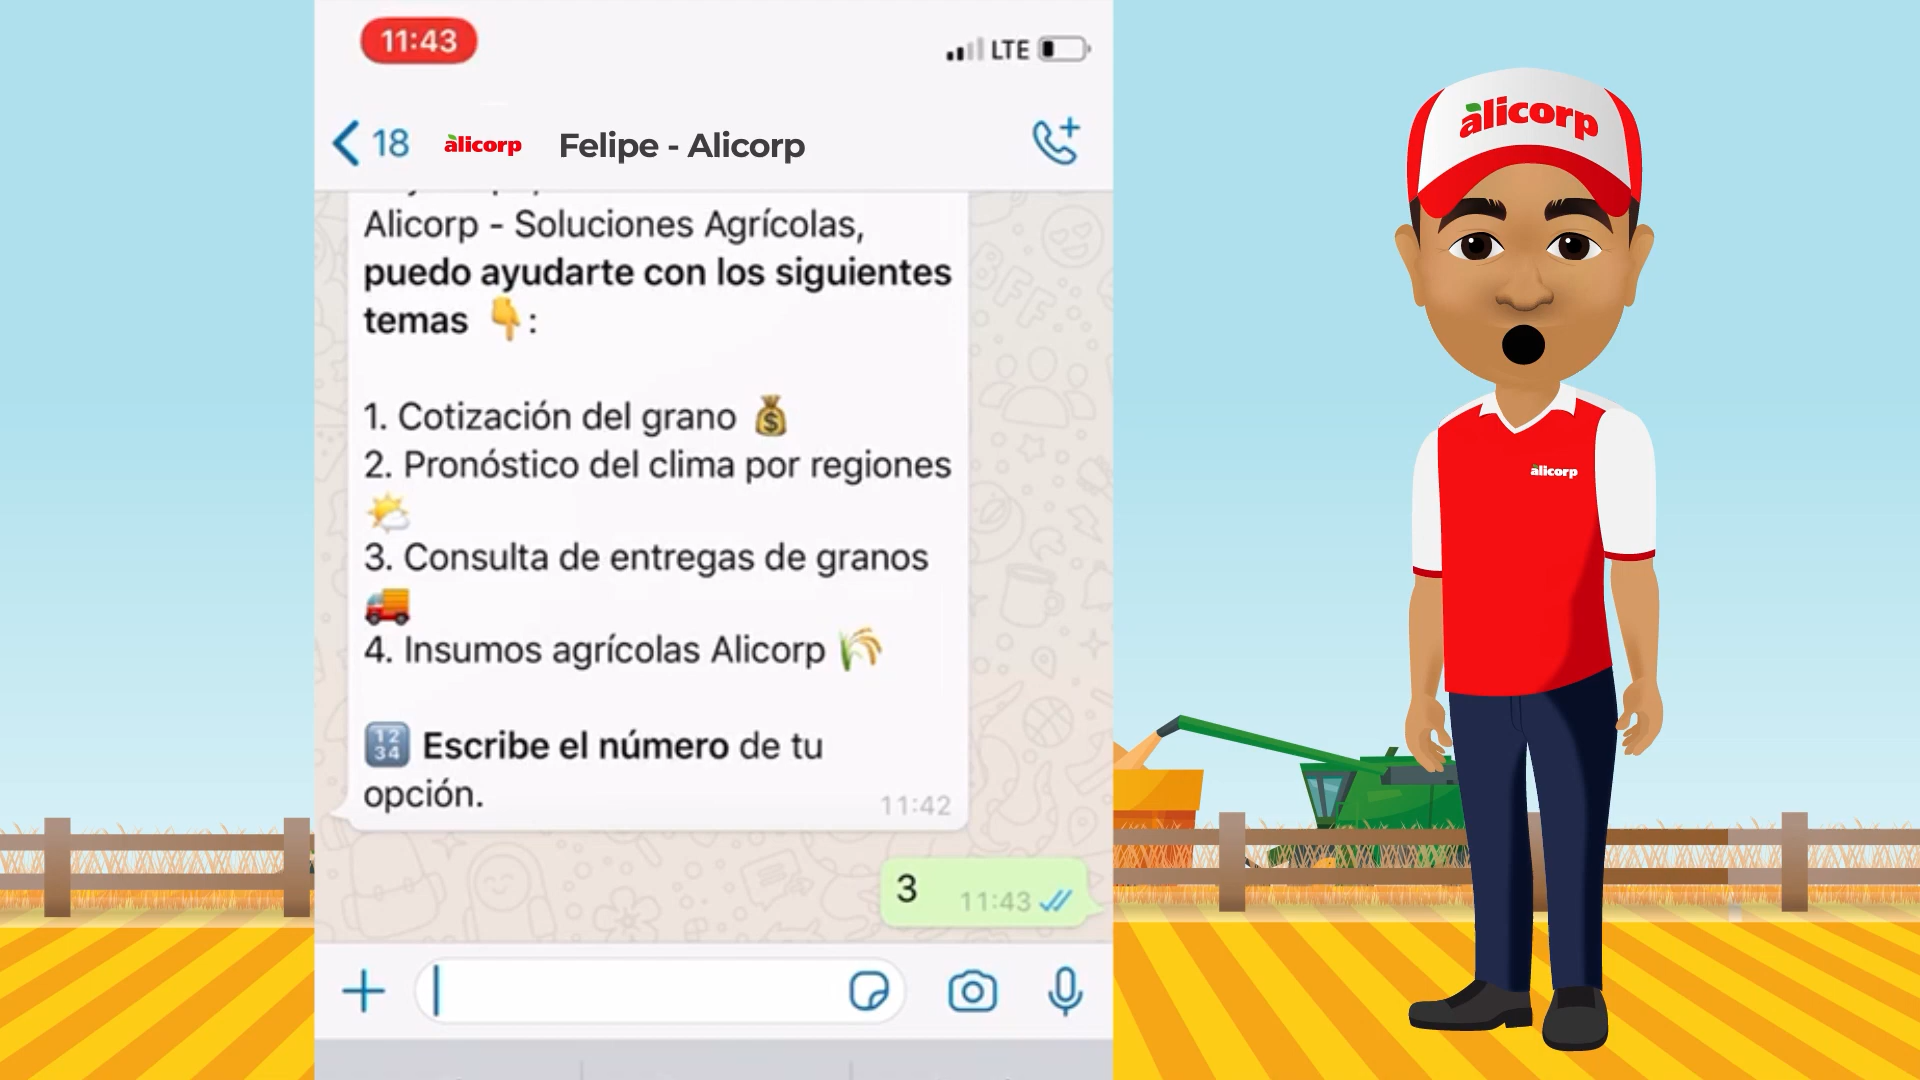 11:43
LTE
18
alicorp
Felipe - Alicorp
Alicorp - Soluciones Agrícolas,
puedo ayudarte con los siguientes
temas 👇:
1. Cotización del grano 💰
2. Pronóstico del clima por regiones
🌤️
3. Consulta de entregas de granos
🚚
4. Insumos agrícolas Alicorp 🌾
🔢 Escribe el número de tu
opción.
11:42
3
11:43
alicorp
alicorp